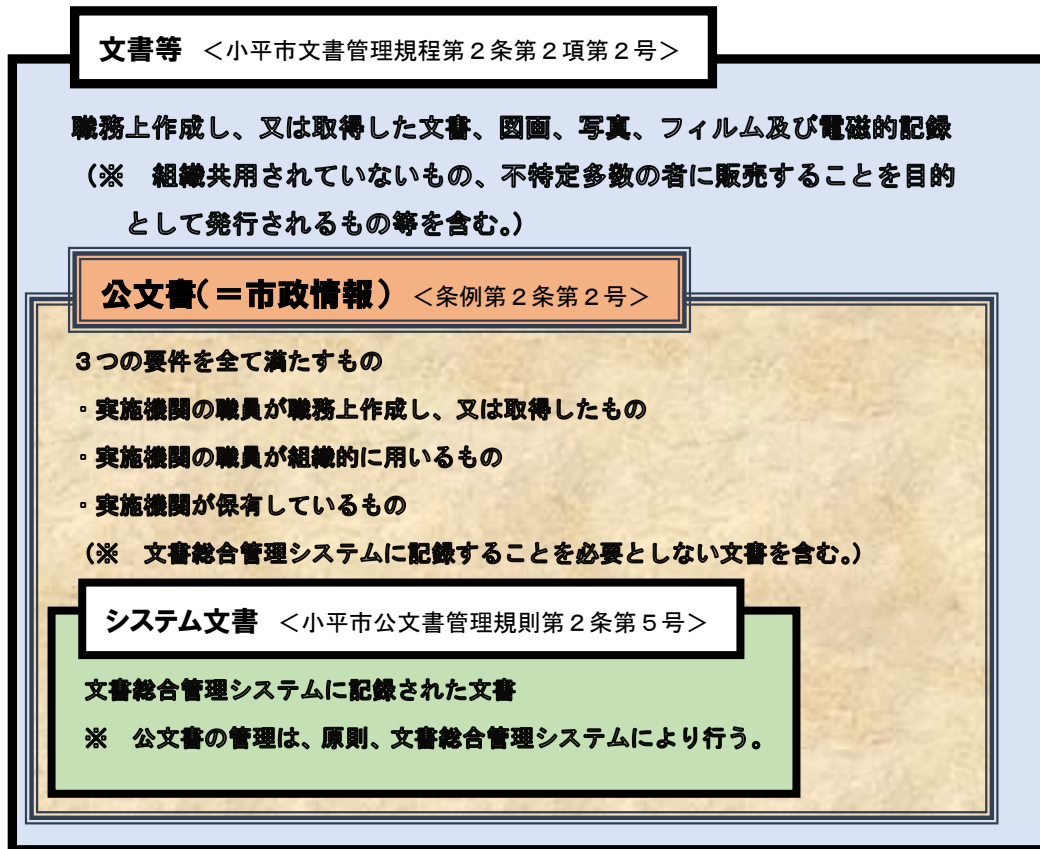 文書等 ＜小平市文書管理規程第２条第２項第２号＞
職務上作成し、又は取得した文書、図画、写真、フィルム及び電磁的記録
（※　組織共用されていないもの、不特定多数の者に販売することを目的
として発行されるもの等を含む。）
公文書（＝市政情報） ＜条例第２条第２号＞
３つの要件を全て満たすもの
・実施機関の職員が職務上作成し、又は取得したもの
・実施機関の職員が組織的に用いるもの
・実施機関が保有しているもの
（※　文書総合管理システムに記録することを必要としない文書を含む。）
システム文書 ＜小平市公文書管理規則第２条第５号＞
文書総合管理システムに記録された文書
※　公文書の管理は、原則、文書総合管理システムにより行う。